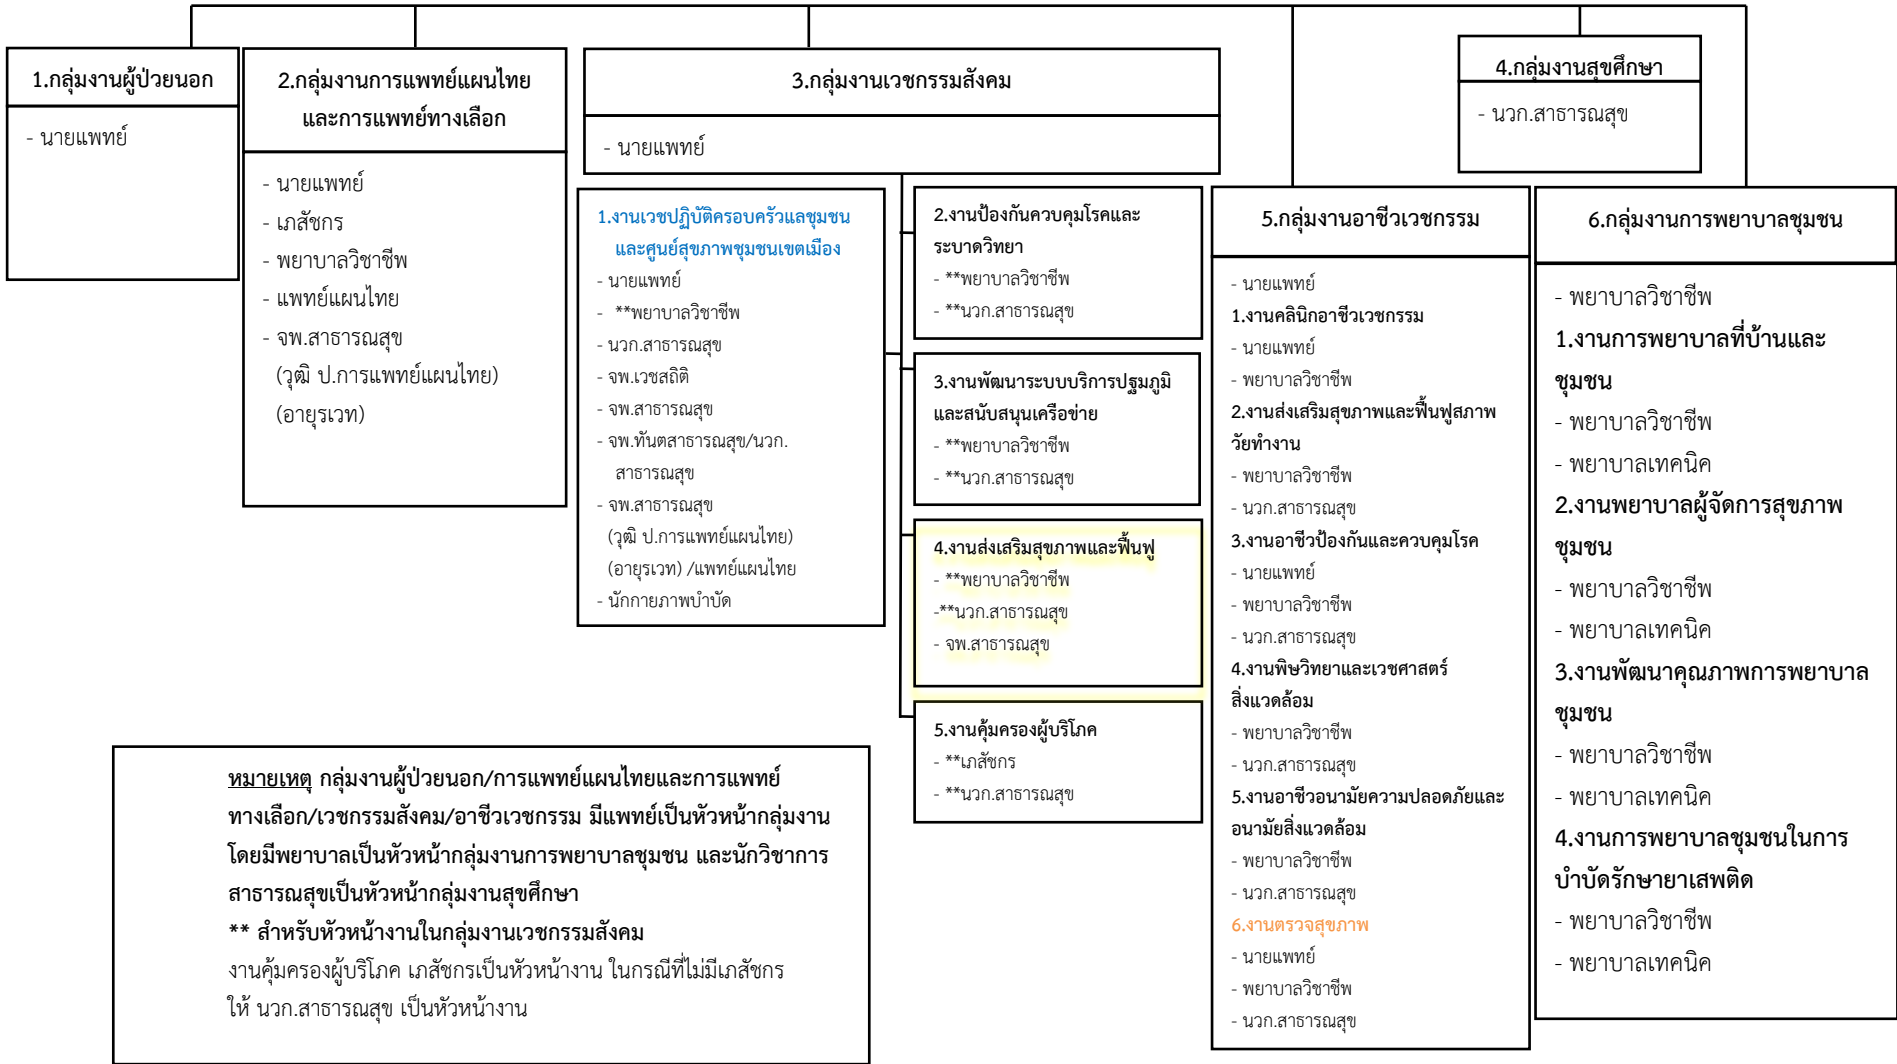 1.กลุ่มงานผู้ป่วยนอก
- นายแพทย์
2.กลุ่มงานการแพทย์แผนไทย
และการแพทย์ทางเลือก
- นายแพทย์
- เภสัชกร
- พยาบาลวิชาชีพ
- แพทย์แผนไทย
- จพ.สาธารณสุข
(วุฒิ ป.การแพทย์แผนไทย)
(อายุรเวท)
3.กลุ่มงานเวชกรรมสังคม
- นายแพทย์
1.งานเวชปฏิบัติครอบครัวแลชุมชน
และศูนย์สุขภาพชุมชนเขตเมือง
- นายแพทย์
- **พยาบาลวิชาชีพ
- นวก.สาธารณสุข
- จพ.เวชสถิติ
- จพ.สาธารณสุข
- จพ.ทันตสาธารณสุข/นวก.
สาธารณสุข
- จพ.สาธารณสุข
(วุฒิ ป.การแพทย์แผนไทย)
(อายุรเวท) /แพทย์แผนไทย
- นักกายภาพบำบัด
2.งานป้องกันควบคุมโรคและ
ระบาดวิทยา
- **พยาบาลวิชาชีพ
- **นวก.สาธารณสุข
3.งานพัฒนาระบบบริการปฐมภูมิ
และสนับสนุนเครือข่าย
- **พยาบาลวิชาชีพ
- **นวก.สาธารณสุข
4.งานส่งเสริมสุขภาพและฟื้นฟู
- **พยาบาลวิชาชีพ
-**นวก.สาธารณสุข
- จพ.สาธารณสุข
5.งานคุ้มครองผู้บริโภค
- **เภสัชกร
- **นวก.สาธารณสุข
4.กลุ่มงานสุขศึกษา
- นวก.สาธารณสุข
5.กลุ่มงานอาชีวเวชกรรม
- นายแพทย์
1.งานคลินิกอาชีวเวชกรรม
- นายแพทย์
- พยาบาลวิชาชีพ
2.งานส่งเสริมสุขภาพและฟื้นฟูสภาพ
วัยทำงาน
- พยาบาลวิชาชีพ
- นวก.สาธารณสุข
3.งานอาชีวป้องกันและควบคุมโรค
- นายแพทย์
- พยาบาลวิชาชีพ
- นวก.สาธารณสุข
4.งานพิษวิทยาและเวชศาสตร์
สิ่งแวดล้อม
- พยาบาลวิชาชีพ
- นวก.สาธารณสุข
5.งานอาชีวอนามัยความปลอดภัยและ
อนามัยสิ่งแวดล้อม
- พยาบาลวิชาชีพ
- นวก.สาธารณสุข
6.งานตรวจสุขภาพ
- นายแพทย์
- พยาบาลวิชาชีพ
- นวก.สาธารณสุข
6.กลุ่มงานการพยาบาลชุมชน
- พยาบาลวิชาชีพ
1.งานการพยาบาลที่บ้านและ
ชุมชน
- พยาบาลวิชาชีพ
- พยาบาลเทคนิค
2.งานพยาบาลผู้จัดการสุขภาพ
ชุมชน
- พยาบาลวิชาชีพ
- พยาบาลเทคนิค
3.งานพัฒนาคุณภาพการพยาบาล
ชุมชน
- พยาบาลวิชาชีพ
- พยาบาลเทคนิค
4.งานการพยาบาลชุมชนในการ
บำบัดรักษายาเสพติด
- พยาบาลวิชาชีพ
- พยาบาลเทคนิค
หมายเหตุ กลุ่มงานผู้ป่วยนอก/การแพทย์แผนไทยและการแพทย์
ทางเลือก/เวชกรรมสังคม/อาชีวเวชกรรม มีแพทย์เป็นหัวหน้ากลุ่มงาน
โดยมีพยาบาลเป็นหัวหน้ากลุ่มงานการพยาบาลชุมชน และนักวิชาการ
สาธารณสุขเป็นหัวหน้ากลุ่มงานสุขศึกษา
** สำหรับหัวหน้างานในกลุ่มงานเวชกรรมสังคม
งานคุ้มครองผู้บริโภค เภสัชกรเป็นหัวหน้างาน ในกรณีที่ไม่มีเภสัชกร
ให้ นวก.สาธารณสุข เป็นหัวหน้างาน